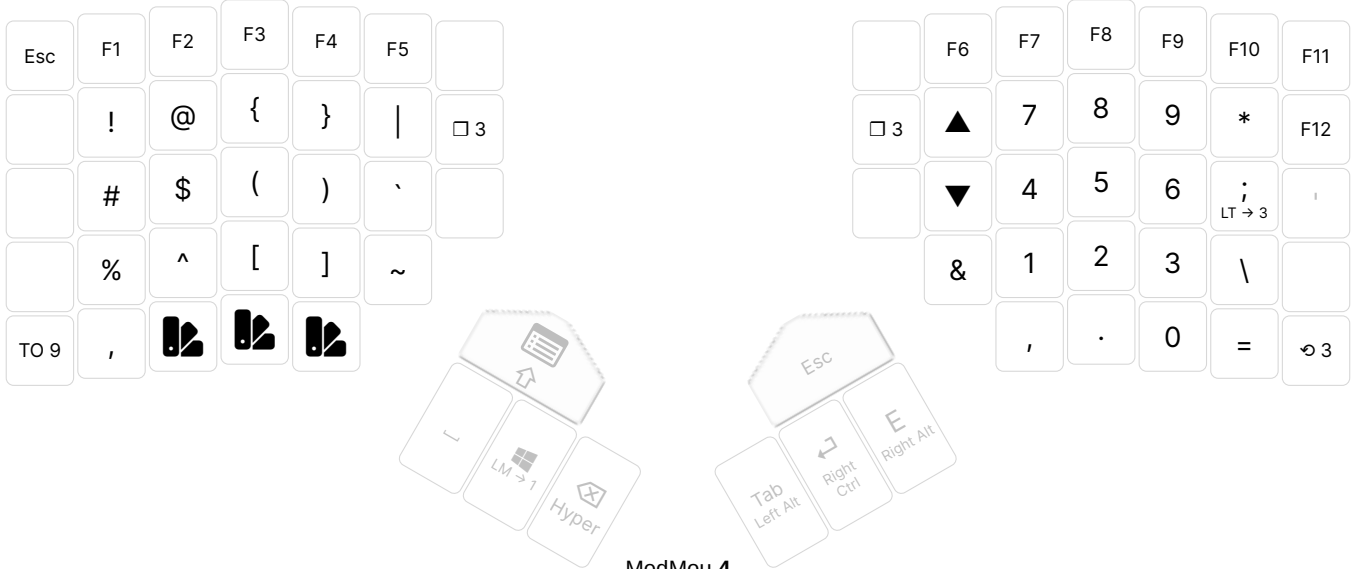 Esc F1 F2 F3 F4 F5 F6 F7 F8 F9 F10 F11
! @ { } | ❐ 3 ❐ 3 ▲ 7 8 9 * F12
# $ ( ) ` ▼ 4 5 6 ; '
LT → 3
% ^ [ ] ~ & 1 2 3 \
TO 9 , , . 0 = ⟲ 3
Esc
E
Right Alt
LM → 1
Right
Ctrl
Hyper
Tab
Left Alt